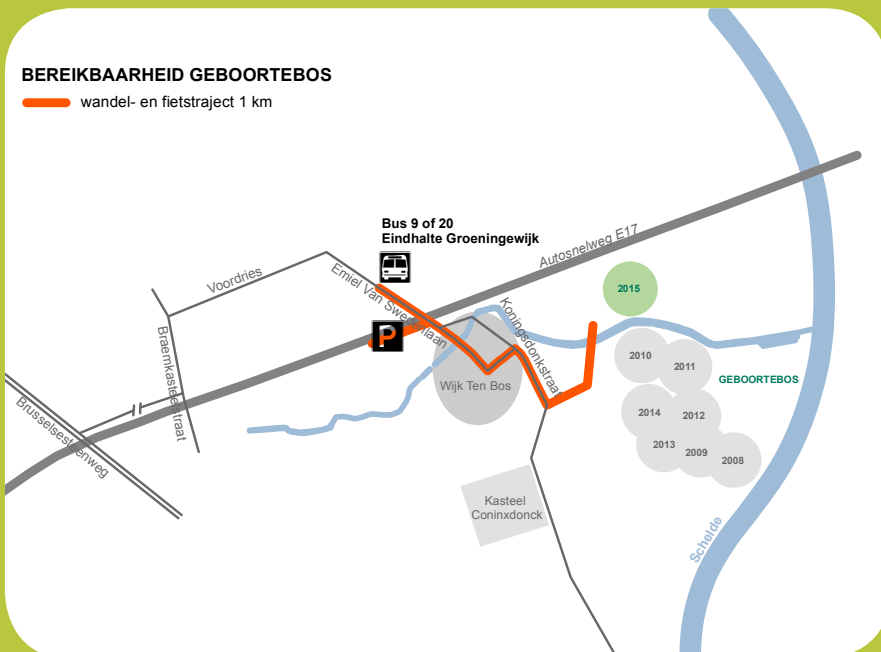 BEREIKBAARHEID GEBOORTEBOS
wandel- en fietstraject 1 km
Bus 9 of 20
Eindhalte Groeningewijk
Autosnelweg E17
Voordries
Emiel Van Swedenlaan
Koningsdonkstraat
2015
P
Braemkasteelstraat
2010
2011
GEBOORTEBOS
Wijk Ten Bos
Brusselsesteenweg
2014
2012
2013
2009
2008
Kasteel
Coninxdonck
Schelde